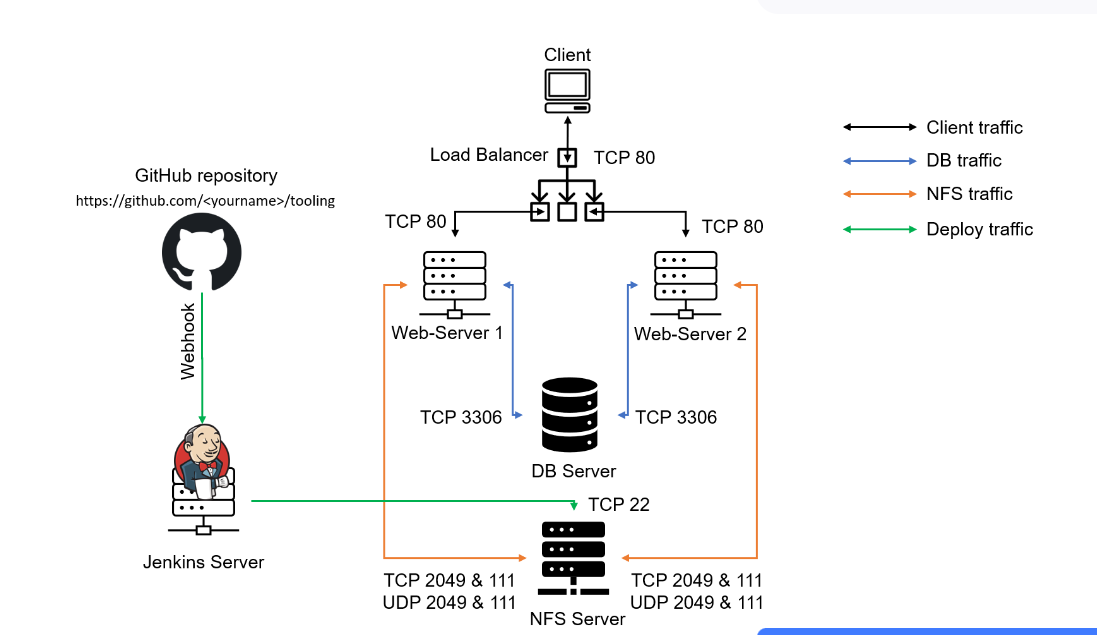 Client
Load Balancer
TCP 80
GitHub repository
https://github.com/<yourname>/tooling
TCP 80
TCP 80
Webhook
Web-Server 1
Web-Server 2
TCP 3306
TCP 3306
DB Server
TCP 22
Jenkins Server
TCP 2049 & 111
UDP 2049 & 111
TCP 2049 & 111
UDP 2049 & 111
NFS Server
Client traffic
DB traffic
NFS traffic
Deploy traffic